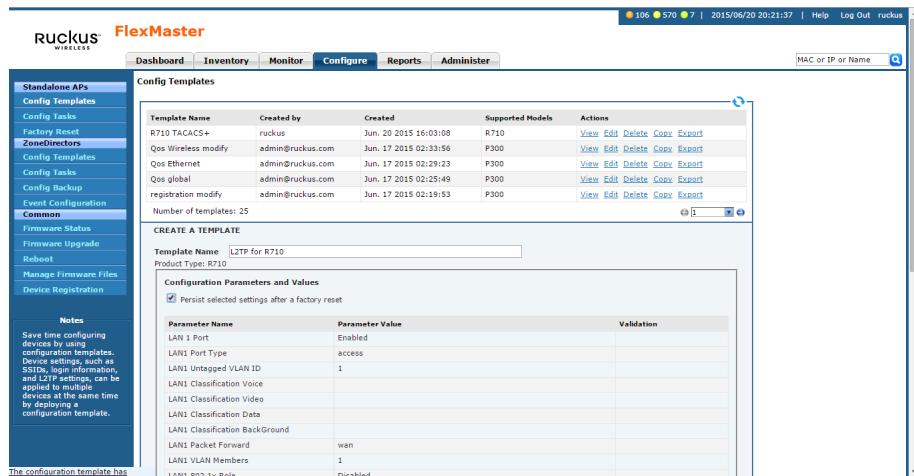 106 570 7 | 2015/06/20 20:21:37 | Help Log Out ruckus
RUCKUS WIRELESS FlexMaster
Dashboard Inventory Monitor Configure Reports Administer
MAC or IP or Name
Standalone APs
Config Templates
Config Tasks
Factory Reset
ZoneDirectors
Config Templates
Config Tasks
Config Backup
Event Configuration
Common
Firmware Status
Firmware Upgrade
Reboot
Manage Firmware Files
Device Registration
Notes
Save time configuring
devices by using
configuration templates.
Device settings, such as
SSIDs, login information,
and L2TP settings, can be
applied to multiple
devices at the same time
by deploying a
configuration template.
The configuration template has
Config Templates
Template Name Created by Created Supported Models Actions
R710 TACACS+ ruckus Jun. 20 2015 16:03:08 R710 View Edit Delete Copy Export
Qos Wireless modify admin@ruckus.com Jun. 17 2015 02:33:56 P300 View Edit Delete Copy Export
Qos Ethernet admin@ruckus.com Jun. 17 2015 02:29:23 P300 View Edit Delete Copy Export
Qos global admin@ruckus.com Jun. 17 2015 02:25:49 P300 View Edit Delete Copy Export
registration modify admin@ruckus.com Jun. 17 2015 02:19:53 P300 View Edit Delete Copy Export
Number of templates: 25 1
CREATE A TEMPLATE
Template Name L2TP for R710
Product Type: R710
Configuration Parameters and Values
Persist selected settings after a factory reset
Parameter Name Parameter Value Validation
LAN 1 Port Enabled
LAN1 Port Type access
LAN1 Untagged VLAN ID 1
LAN1 Classification Voice
LAN1 Classification Video
LAN1 Classification Data
LAN1 Classification BackGround
LAN1 Packet Forward wan
LAN1 VLAN Members 1
LAN1 802.1x Role Disabled